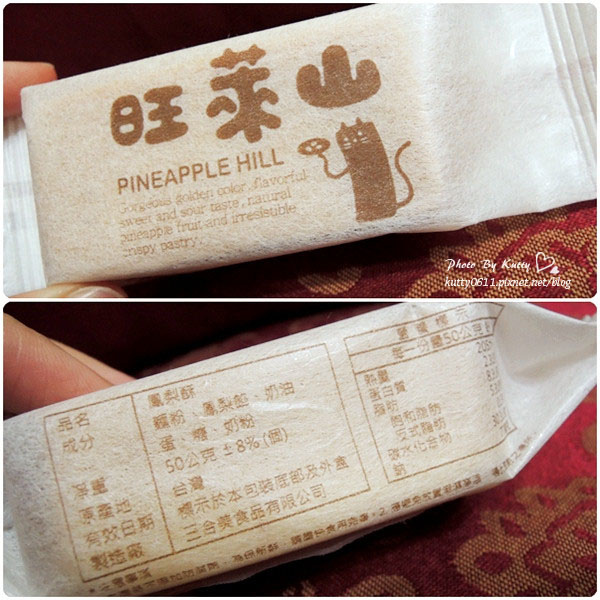 旺萊山
PINEAPPLE HILL
Gorgeous golden color, flavorful
sweet and sour taste, natural
pineapple fruit and irresistible
crispy pastry.
Photo By Kutty
kutty0611.pixnet.net/blog
品名 鳳梨酥
成分 麵粉、鳳梨餡、奶油、
蛋、糖、奶粉
淨重 50公克±8%(個)
原產地 台灣
有效日期 標示於本包裝底部及外盒
製造廠 三合美食品有限公司
營養標示
每一份量50公克
熱量
蛋白質
脂肪
飽和脂肪
反式脂肪
碳水化合物
鈉